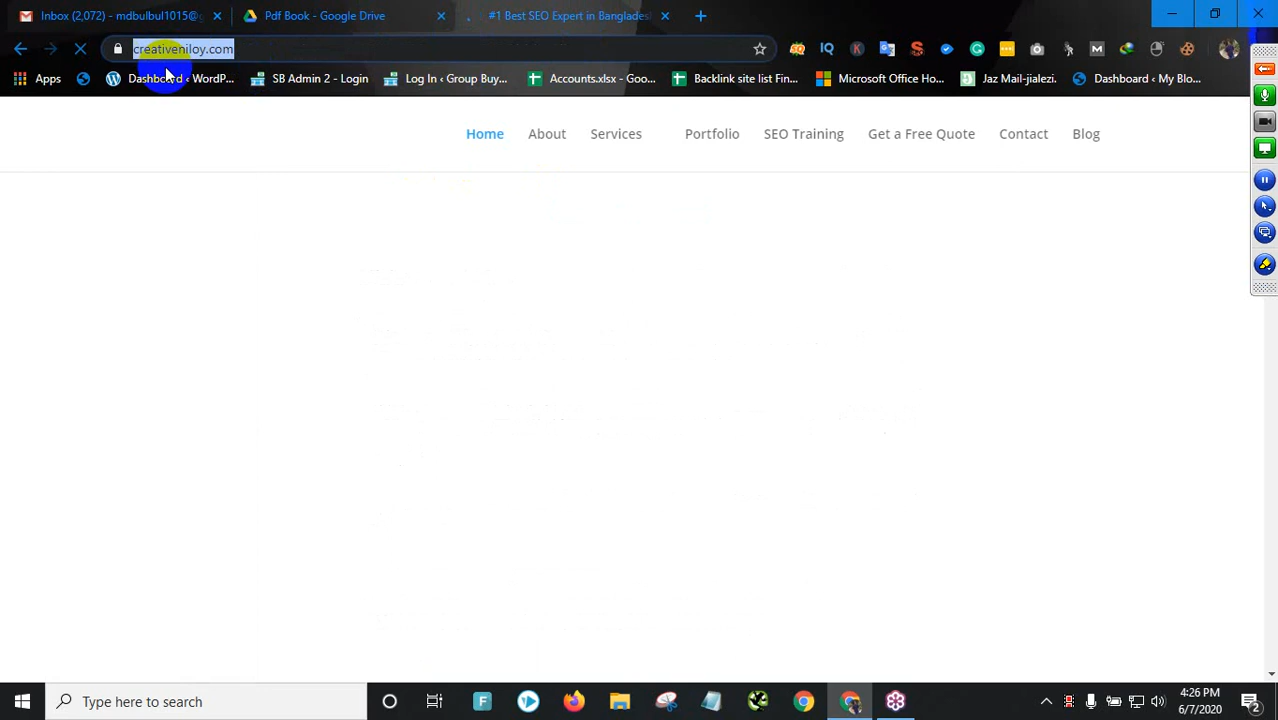 Inbox (2,072) - mdbulbul1015@g
Pdf Book - Google Drive
#1 Best SEO Expert in Bangladesh
creativeniloy.com
Apps
Dashboard ‹ WordP...
SB Admin 2 - Login
Log In ‹ Group Buy...
Accounts.xlsx - Goo...
Backlink site list Fin...
Microsoft Office Ho...
Jaz Mail-jialezi.
Dashboard ‹ My Blo...
Home
About
Services
Portfolio
SEO Training
Get a Free Quote
Contact
Blog
Type here to search
4:26 PM
6/7/2020